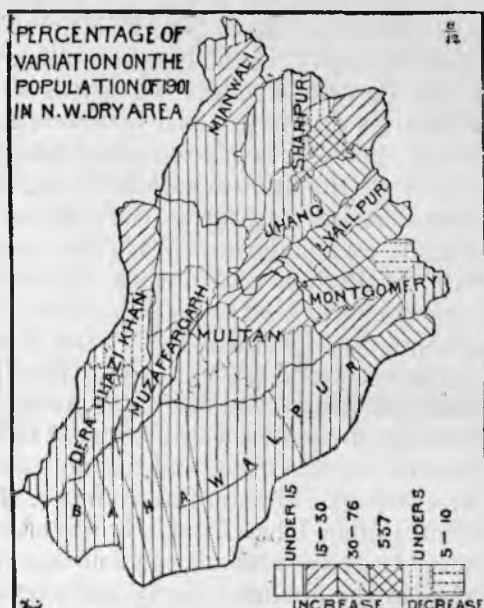 PERCENTAGE OF
VARIATION ON THE
POPULATION OF 1901
IN N.W. DRY AREA
MIANWALI
SHAHPUR
JHANG
LYALLPUR
MONTGOMERY
MULTAN
MUZAFFARGARH
DERA GHAZI KHAN
BAHAWALPUR
UNDER 15
15-30
30-76
537
UNDER 5
5-10
INCREASE
DECREASE